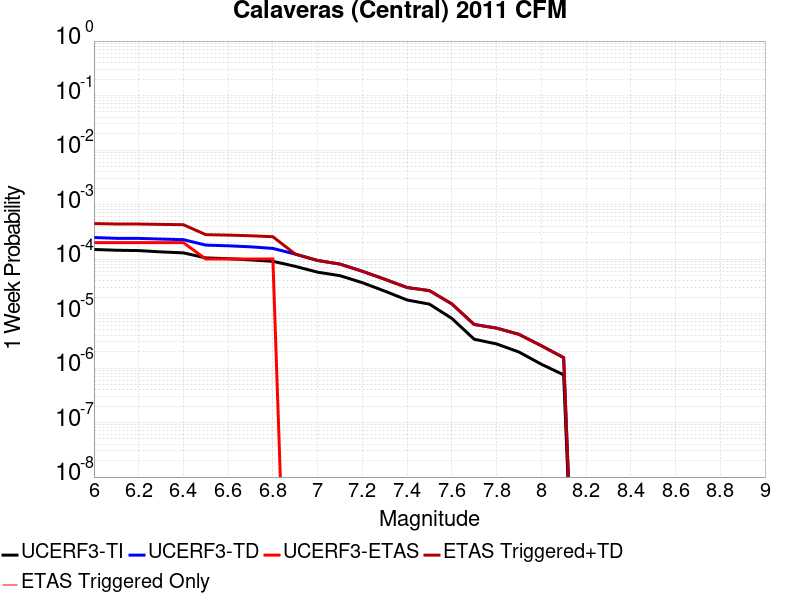 Calaveras (Central) 2011 CFM
1 Week Probability
10^0
10^-1
10^-2
10^-3
10^-4
10^-5
10^-6
10^-7
10^-8
6 6.2 6.4 6.6 6.8 7 7.2 7.4 7.6 7.8 8 8.2 8.4 8.6 8.8 9
Magnitude
UCERF3-TI UCERF3-TD UCERF3-ETAS ETAS Triggered+TD
ETAS Triggered Only